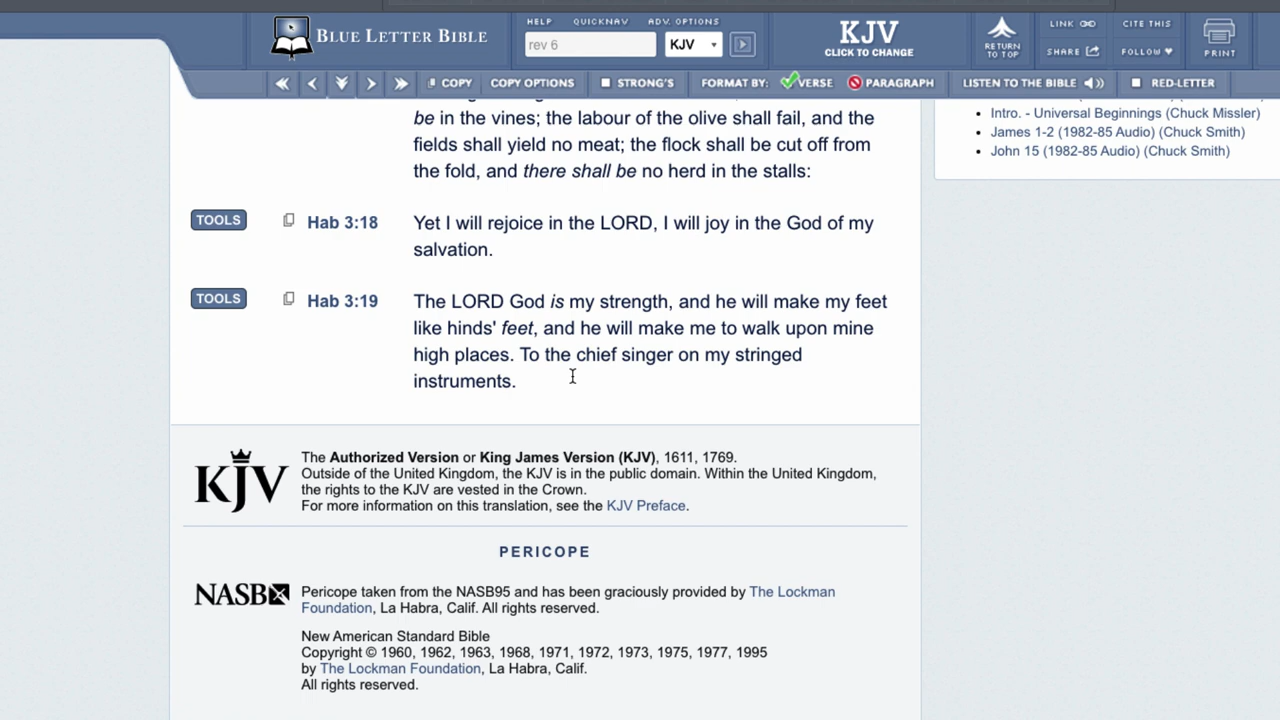 HELP QUICKNAV ADV. OPTIONS
BLUE LETTER BIBLE
rev 6
KJV
KJV
CLICK TO CHANGE
RETURN
TO TOP
LINK
CITE THIS
SHARE
FOLLOW
PRINT
COPY
COPY OPTIONS
STRONG'S
FORMAT BY:
VERSE
PARAGRAPH
LISTEN TO THE BIBLE
RED-LETTER
be in the vines; the labour of the olive shall fail, and the
fields shall yield no meat; the flock shall be cut off from
the fold, and there shall be no herd in the stalls:
TOOLS
Hab 3:18
Yet I will rejoice in the LORD, I will joy in the God of my
salvation.
TOOLS
Hab 3:19
The LORD God is my strength, and he will make my feet
like hinds' feet, and he will make me to walk upon mine
high places. To the chief singer on my stringed
instruments.
Intro. - Universal Beginnings (Chuck Missler)
James 1-2 (1982-85 Audio) (Chuck Smith)
John 15 (1982-85 Audio) (Chuck Smith)
KJV
The Authorized Version or King James Version (KJV), 1611, 1769.
Outside of the United Kingdom, the KJV is in the public domain. Within the United Kingdom,
the rights to the KJV are vested in the Crown.
For more information on this translation, see the KJV Preface.
PERICOPE
NASB
Pericope taken from the NASB95 and has been graciously provided by The Lockman
Foundation, La Habra, Calif. All rights reserved.
New American Standard Bible
Copyright © 1960, 1962, 1963, 1968, 1971, 1972, 1973, 1975, 1977, 1995
by The Lockman Foundation, La Habra, Calif.
All rights reserved.